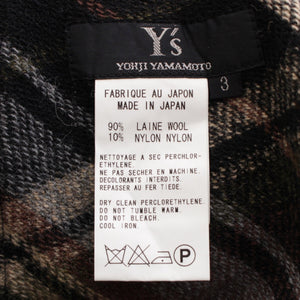 Y's
YOHJI YAMAMOTO
3
FABRIQUE AU JAPON
MADE IN JAPAN
90% LAINE WOOL
10% NYLON NYLON
NETTOYAGE A SEC PERCHLOR-
ETHYLENE.
NE PAS SECHER EN MACHINE.
DECOLORANTS INTERDITS.
REPASSER AU FER TIEDE.
DRY CLEAN PERCLORETHYLENE.
DO NOT TUMBLE WARM.
DO NOT BLEACH.
COOL IRON.
P